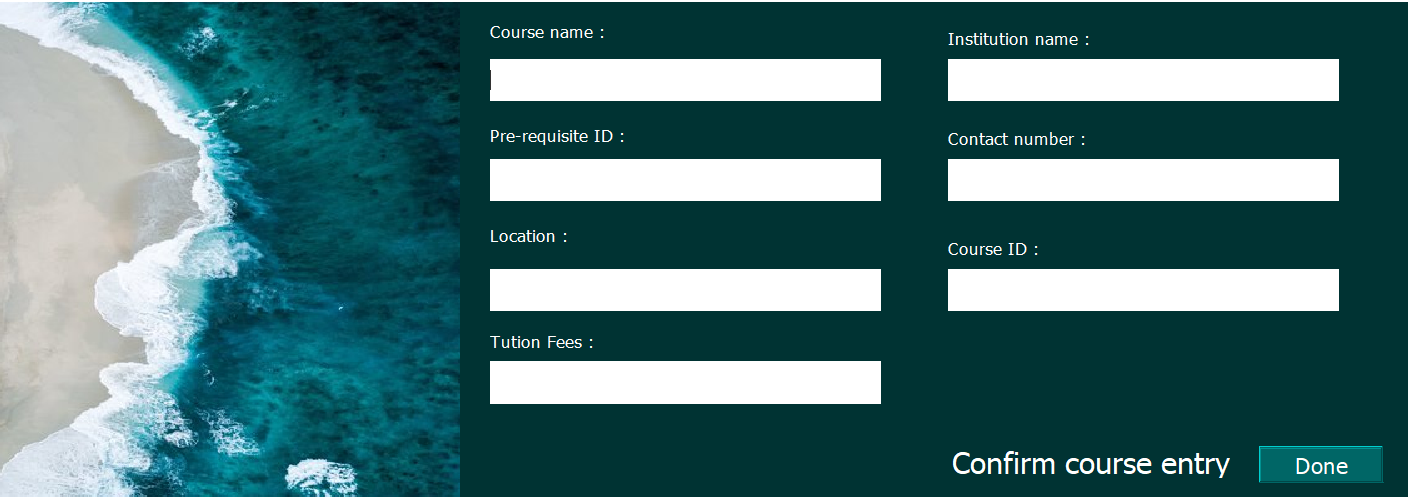 Course name :
Institution name :
Pre-requisite ID :
Contact number :
Location :
Course ID :
Tution Fees :
Confirm course entry
Done